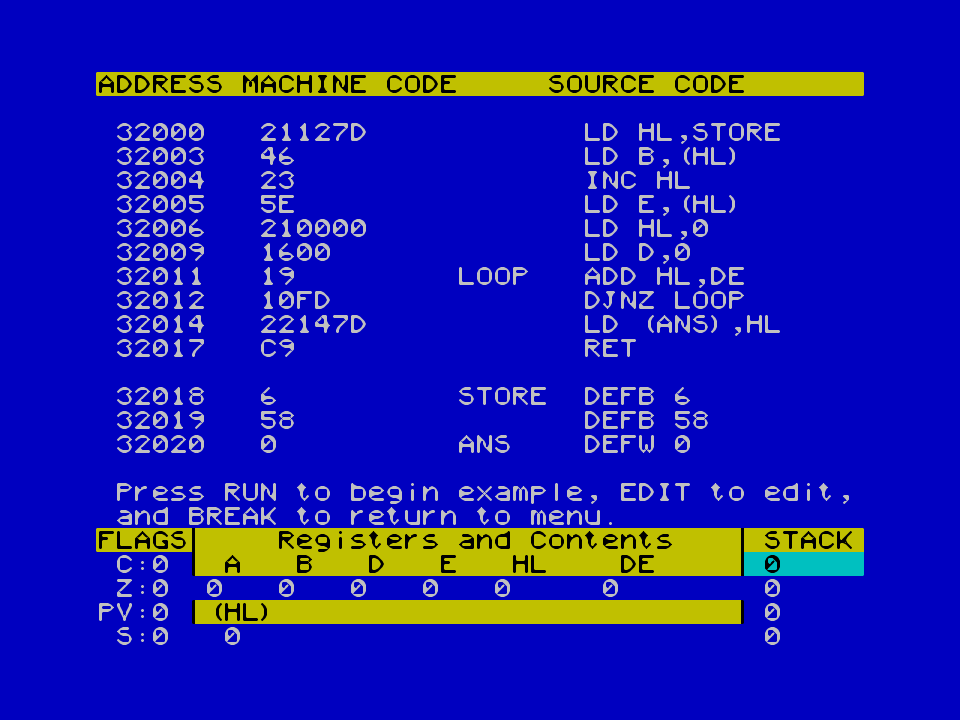 ADDRESS MACHINE CODE SOURCE CODE
32000 21127D LD HL,STORE
32003 46 LD B,(HL)
32004 23 INC HL
32005 5E LD E,(HL)
32006 210000 LD HL,0
32009 1600 LD D,0
32011 19 LOOP ADD HL,DE
32012 10FD DJNZ LOOP
32014 22147D LD (ANS),HL
32017 C9 RET
32018 6 STORE DEFB 6
32019 58 DEFB 58
32020 0 ANS DEFW 0
Press RUN to begin example, EDIT to edit,
and BREAK to return to menu.
FLAGS Registers and Contents STACK
C:0 A B D E HL DE 0
Z:0 0 0 0 0 0 0 0
PV:0 (HL) 0
S:0 0 0